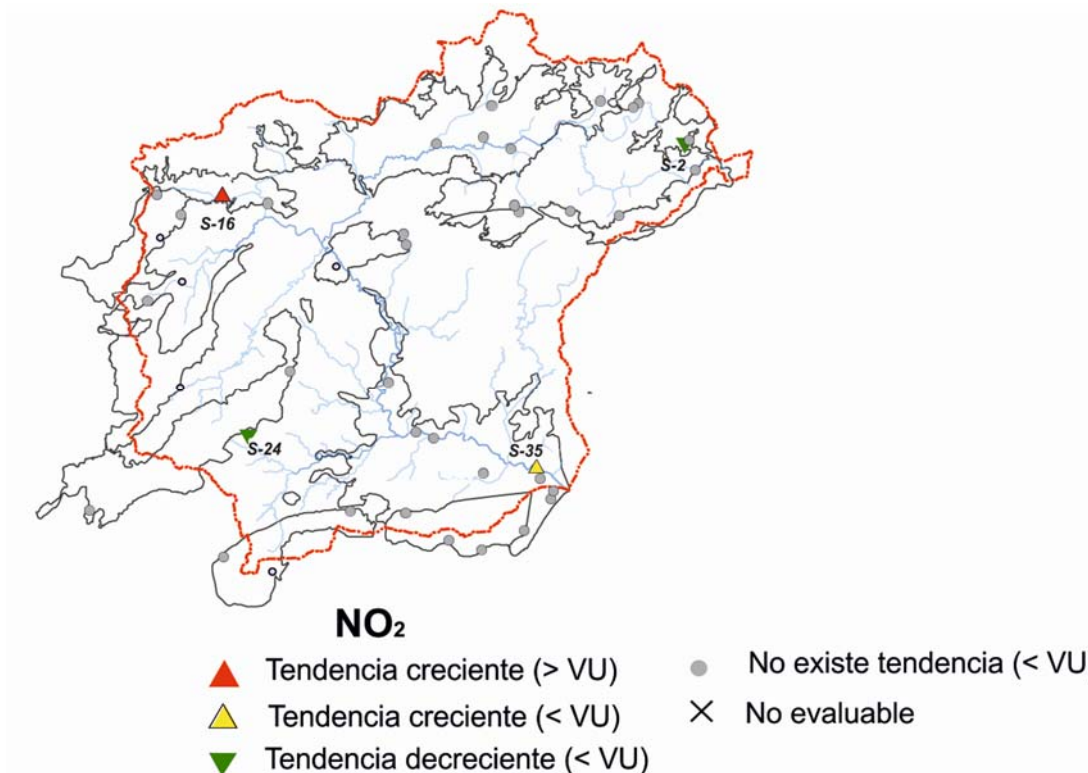 S-2
S-16
S-24
S-35
NO₂
Tendencia creciente (> VU)
Tendencia creciente (< VU)
Tendencia decreciente (< VU)
No existe tendencia (< VU
No evaluable